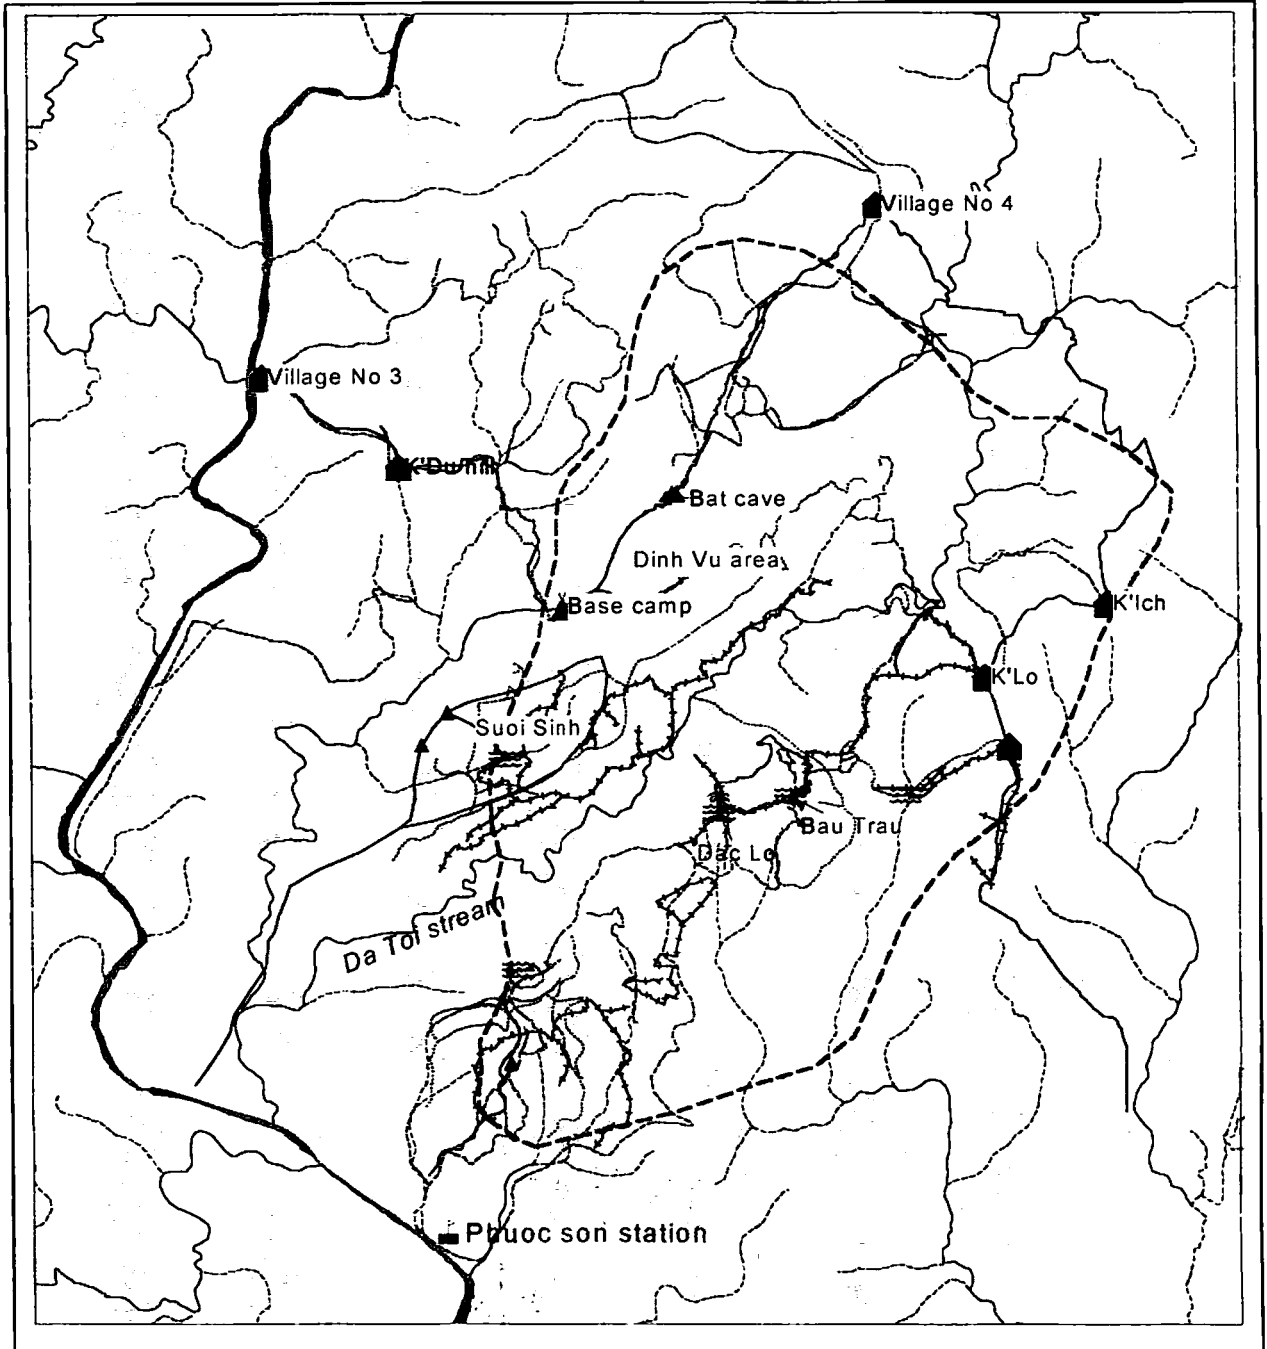 Village No 4
Village No 3
Bat cave
Dinh Vu area
Base camp
K'Ich
K'Lo
Suoi Sinh
Bau Trau
Dac Lo
Da Toi stream
Phuoc son station